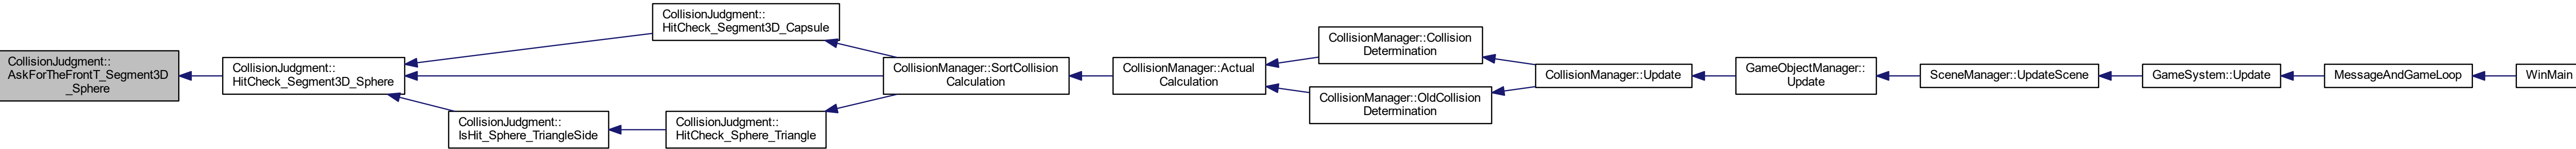 CollisionJudgment::
AskForTheFrontT_Segment3D
_Sphere
CollisionJudgment::
HitCheck_Segment3D_Sphere
CollisionJudgment::
HitCheck_Segment3D_Capsule
CollisionJudgment::
IsHit_Sphere_TriangleSide
CollisionJudgment::
HitCheck_Sphere_Triangle
CollisionManager::SortCollision
Calculation
CollisionManager::Actual
Calculation
CollisionManager::Collision
Determination
CollisionManager::OldCollision
Determination
CollisionManager::Update
GameObjectManager::
Update
SceneManager::UpdateScene
GameSystem::Update
MessageAndGameLoop
WinMain